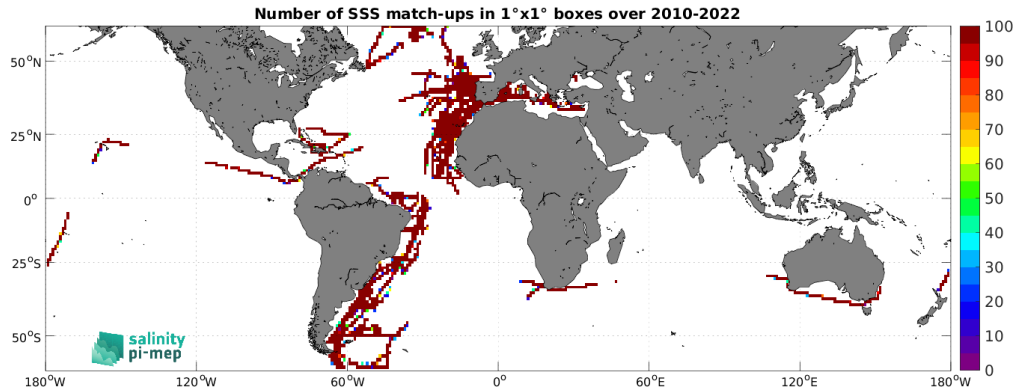 Number of SSS match-ups in 1°x1° boxes over 2010-2022
100
90
80
70
60
50
40
30
20
10
0
50°N
25°N
0°
25°S
50°S
salinity
pi-mep
180°W
120°W
60°W
0°
60°E
120°E
180°W